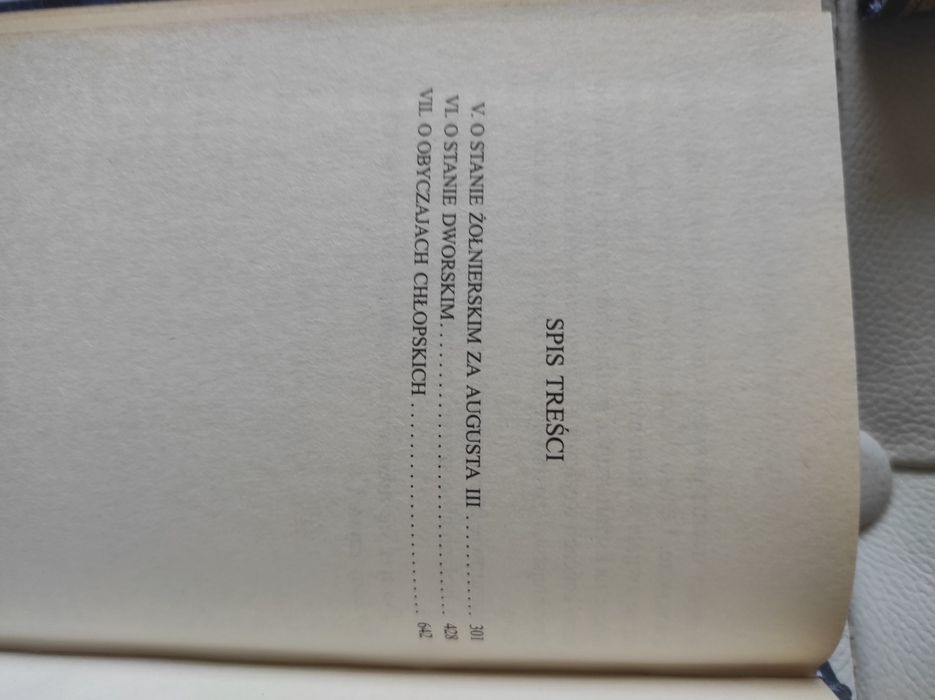 SPIS TREŚCI
V. O STANIE ŻOŁNIERSKIM ZA AUGUSTA III . . . . . . . . . . . 301
VI. O STANIE DWORSKIM. . . . . . . . . . . . . . . . . . . . . . . . . . . . 428
VII. O OBYCZAJACH CHŁOPSKICH . . . . . . . . . . . . . . . . . . . . 642